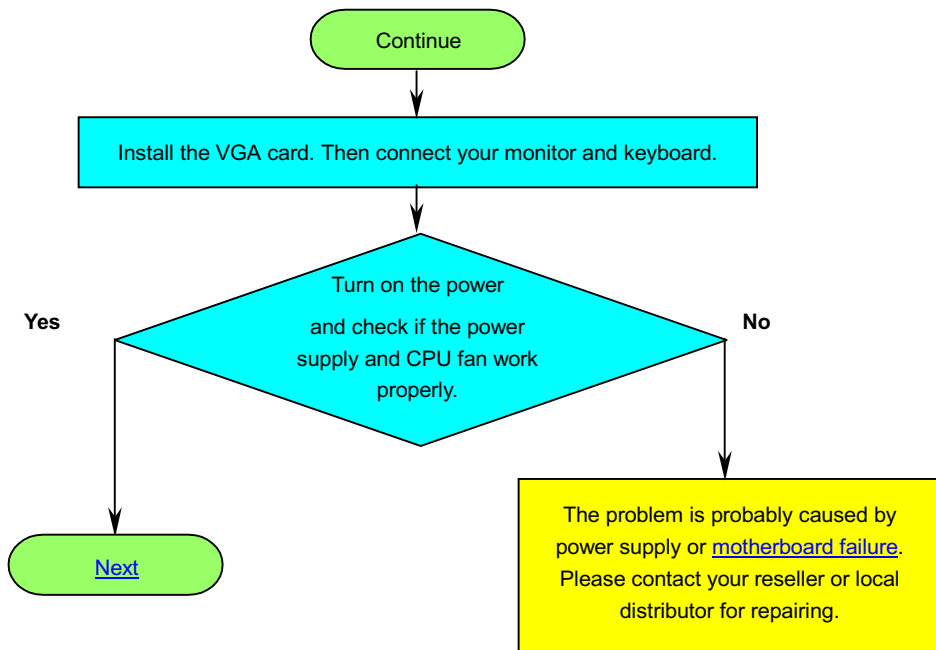 Continue
Install the VGA card. Then connect your monitor and keyboard.
Turn on the power
and check if the power
supply and CPU fan work
properly.
Yes
No
Next
The problem is probably caused by
power supply or motherboard failure.
Please contact your reseller or local
distributor for repairing.